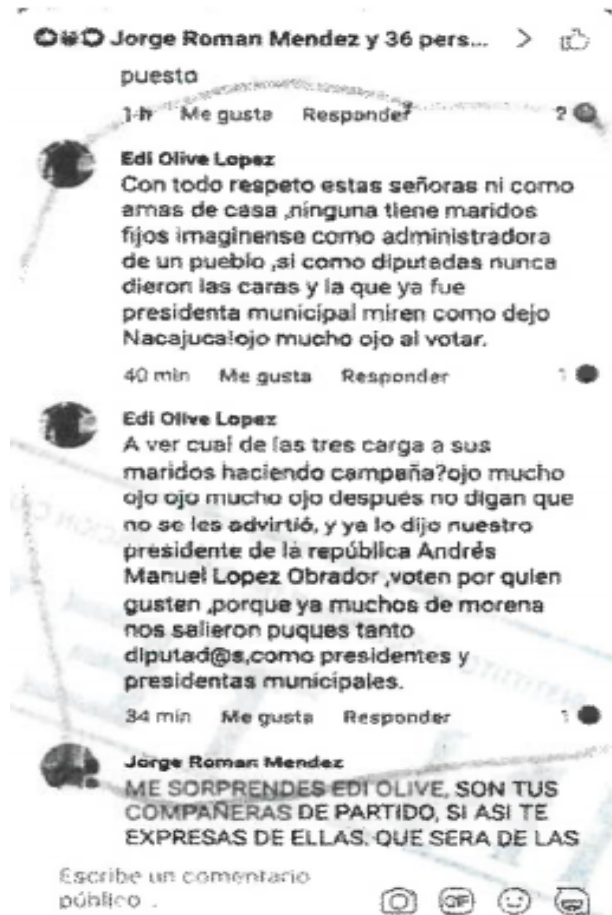 Jorge Roman Mendez y 36 pers... >
puesta
1 h Me gusta Responder 2
Edi Olive Lopez
Con todo respeto estas señoras ni como
amas de casa ,ninguna tiene maridos
fijos imaginense como administradora
de un pueblo ,si como diputadas nunca
dieron las caras y la que ya fue
presidenta municipal miren como dejo
Nacajuca!ojo mucho ojo al votar.
40 min Me gusta Responder 1
Edi Olive Lopez
A ver cual de las tres carga a sus
maridos haciendo campaña?ojo mucho
ojo ojo mucho ojo después no digan que
no se les advirtió, y ya lo dijo nuestro
presidente de la república Andrés
Manuel Lopez Obrador ,voten por quien
gusten ,porque ya muchos de morena
nos salieron puques tanto
diputad@s,como presidentes y
presidentas municipales.
34 min Me gusta Responder 1
Jorge Roman Mendez
ME SORPRENDES EDI OLIVE, SON TUS
COMPAÑERAS DE PARTIDO, SI ASI TE
EXPRESAS DE ELLAS. QUE SERA DE LAS
Escribe un comentario
público .
GIF